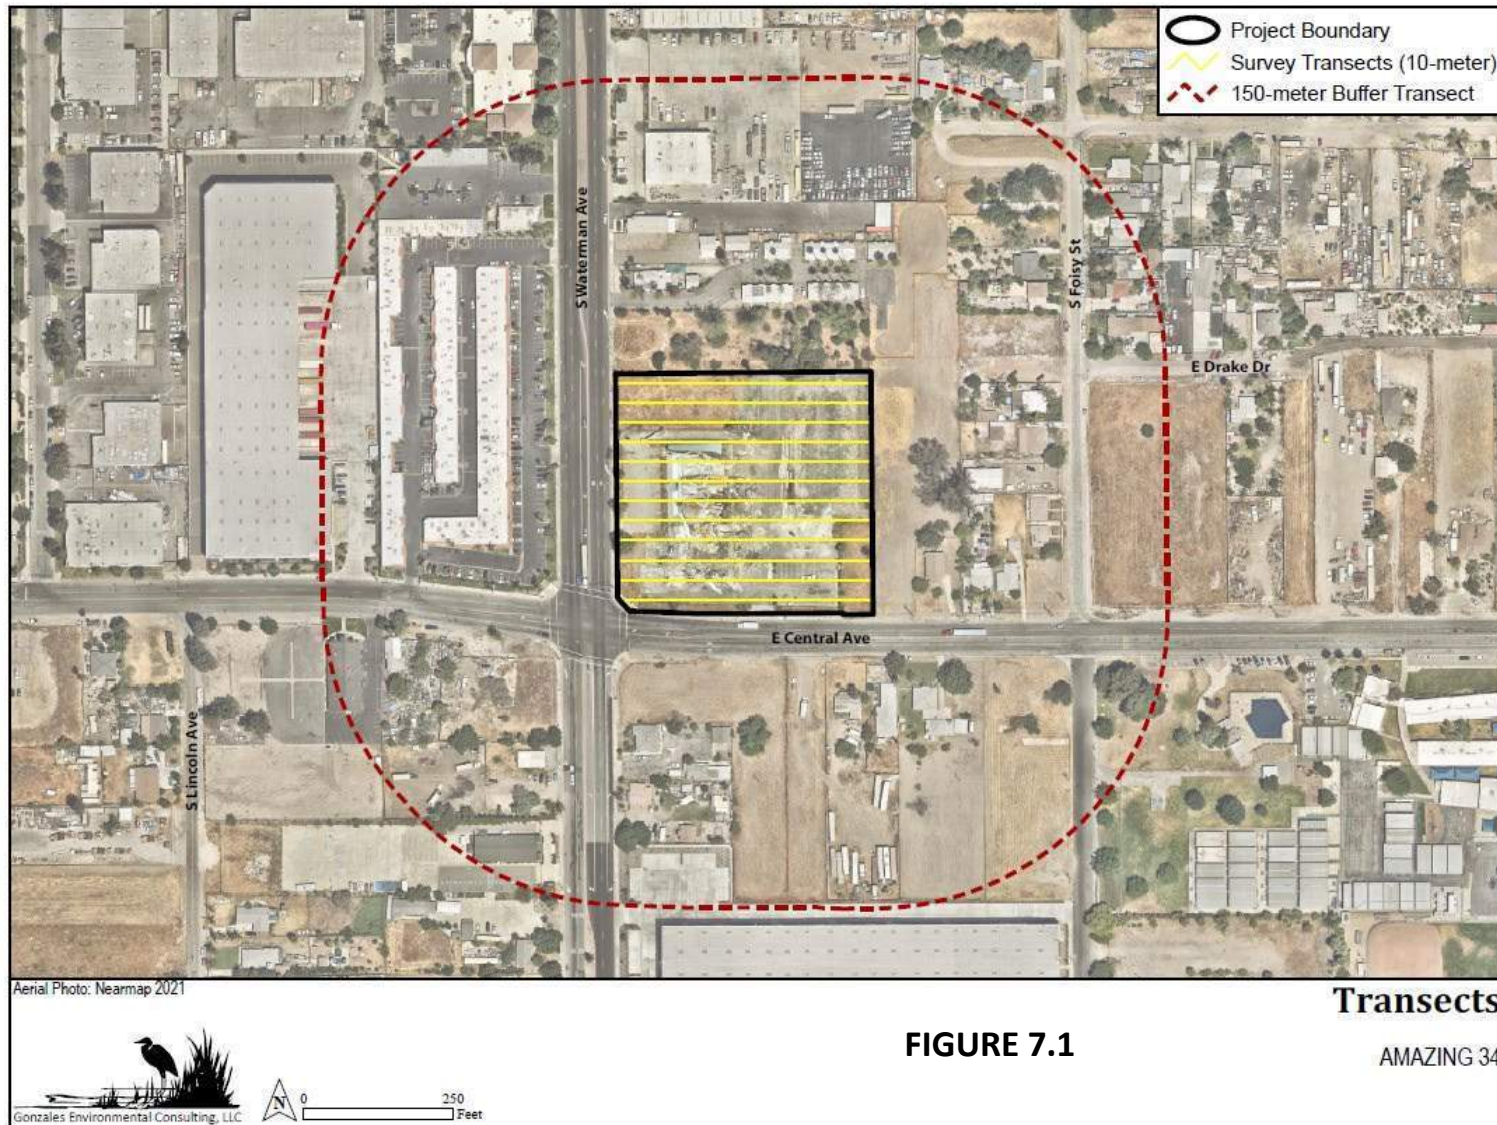 Project Boundary
Survey Transects (10-meter)
150-meter Buffer Transect
S Waterman Ave
S Foisy St
E Drake Dr
E Central Ave
S Lincoln Ave
Aerial Photo: Nearmap 2021
Transects
FIGURE 7.1
AMAZING 34
Gonzales Environmental Consulting, LLC
N
0 250
Feet